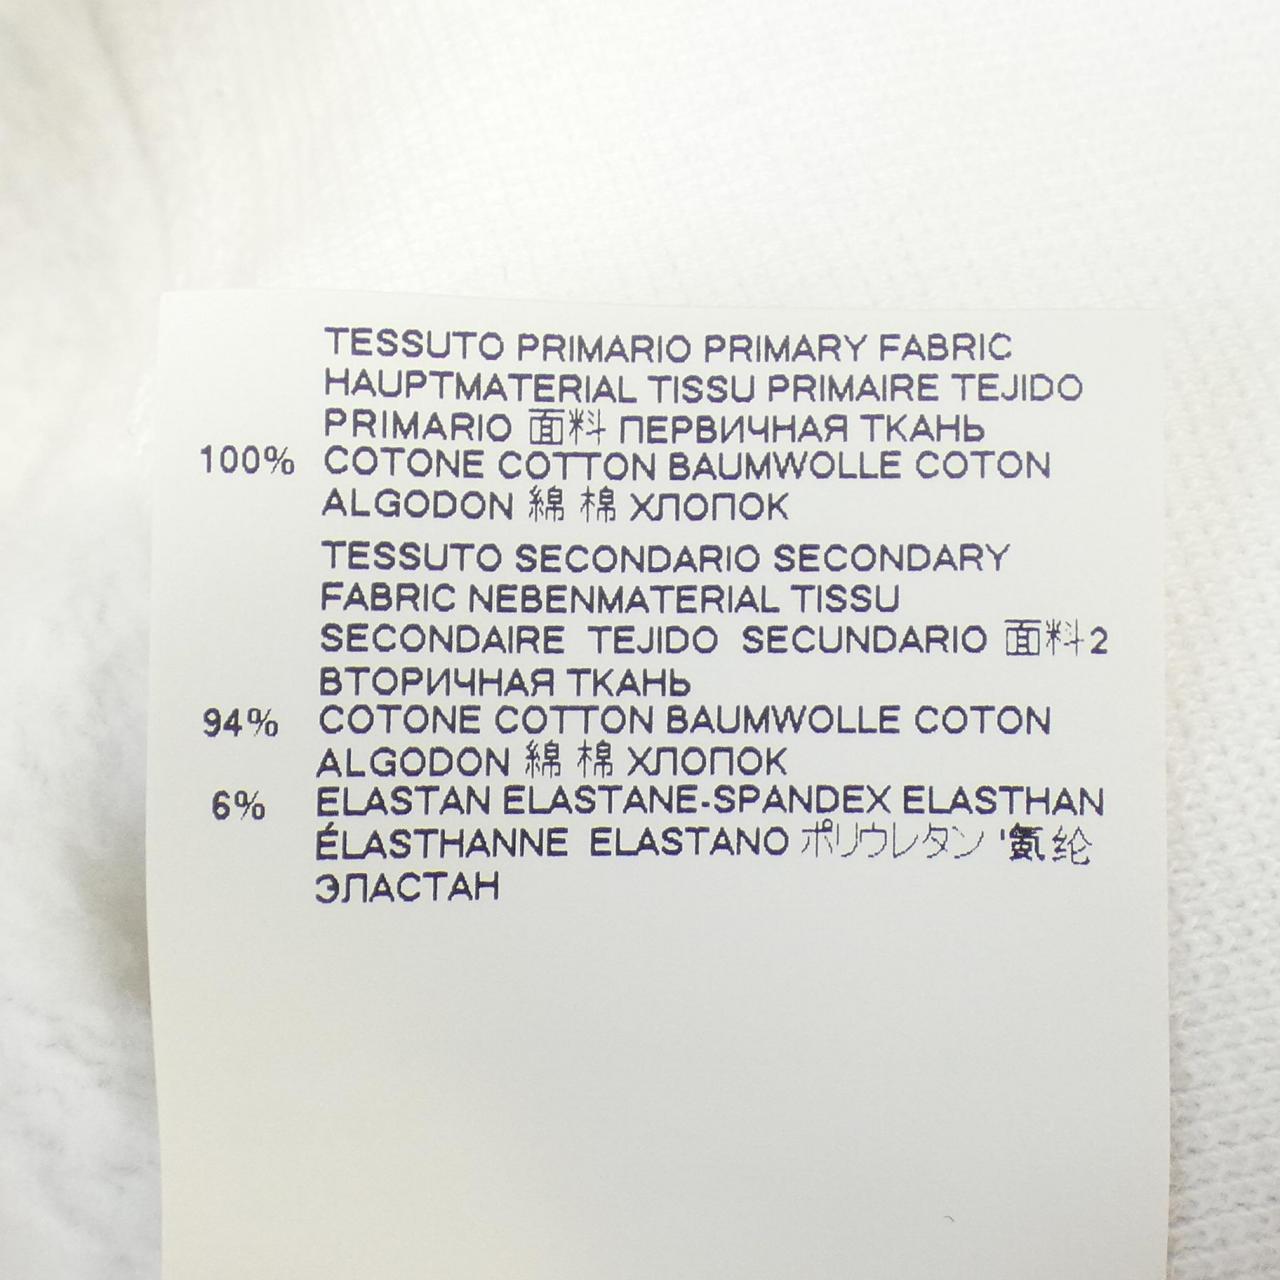 TESSUTO PRIMARIO PRIMARY FABRIC
HAUPTMATERIAL TISSU PRIMAIRE TEJIDO
PRIMARIO 面料 ПЕРВИЧНАЯ ТКАНЬ
100% COTONE COTTON BAUMWOLLE COTON
ALGODON 綿 棉 ХЛОПОК
TESSUTO SECONDARIO SECONDARY
FABRIC NEBENMATERIAL TISSU
SECONDAIRE TEJIDO SECUNDARIO 面料2
ВТОРИЧНАЯ ТКАНЬ
94% COTONE COTTON BAUMWOLLE COTON
ALGODON 綿 棉 ХЛОПОК
6% ELASTAN ELASTANE-SPANDEX ELASTHAN
ÉLASTHANNE ELASTANO ポリウレタン '氨纶
ЭЛАСТАН